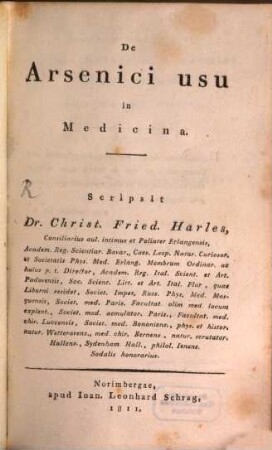 De
Arsenici usu
in
Medicina.
R
Scripsit
Dr. Christ. Fried. Harles,
Consiliarius aul. intimus et Palister Erlangensis,
Academ. Reg. Scientiar. Bavar., Caes. Leop. Natur. Curiosor.
et Societatis Phys. Med. Erlang. Membrum Ordinar. ac
hujus p. t. Director, Academ. Reg. Ital. Scient. et Art.
Patavensis, Soc. Scient. Litt. et Art. Ital. Flor., quae
Liburni residet, Societ. Imper. Russ. Phys. Med. Mos-
quensis, Societ. med. Paris. Facultat. olim med. locum
explent., Societ. med. aemulator. Paris., Facultat. med.
chir. Luccensis, Societ. med. Bononiens., phys. et histor.
natur. Wetteraviens., med. chir. Bernens., natur. scrutator.
Hallens., Sydenham Hall., philol. Ienens.
Sodalis honorarius.
Norimbergae,
apud Ioan. Leonhard Schrag,
1811.